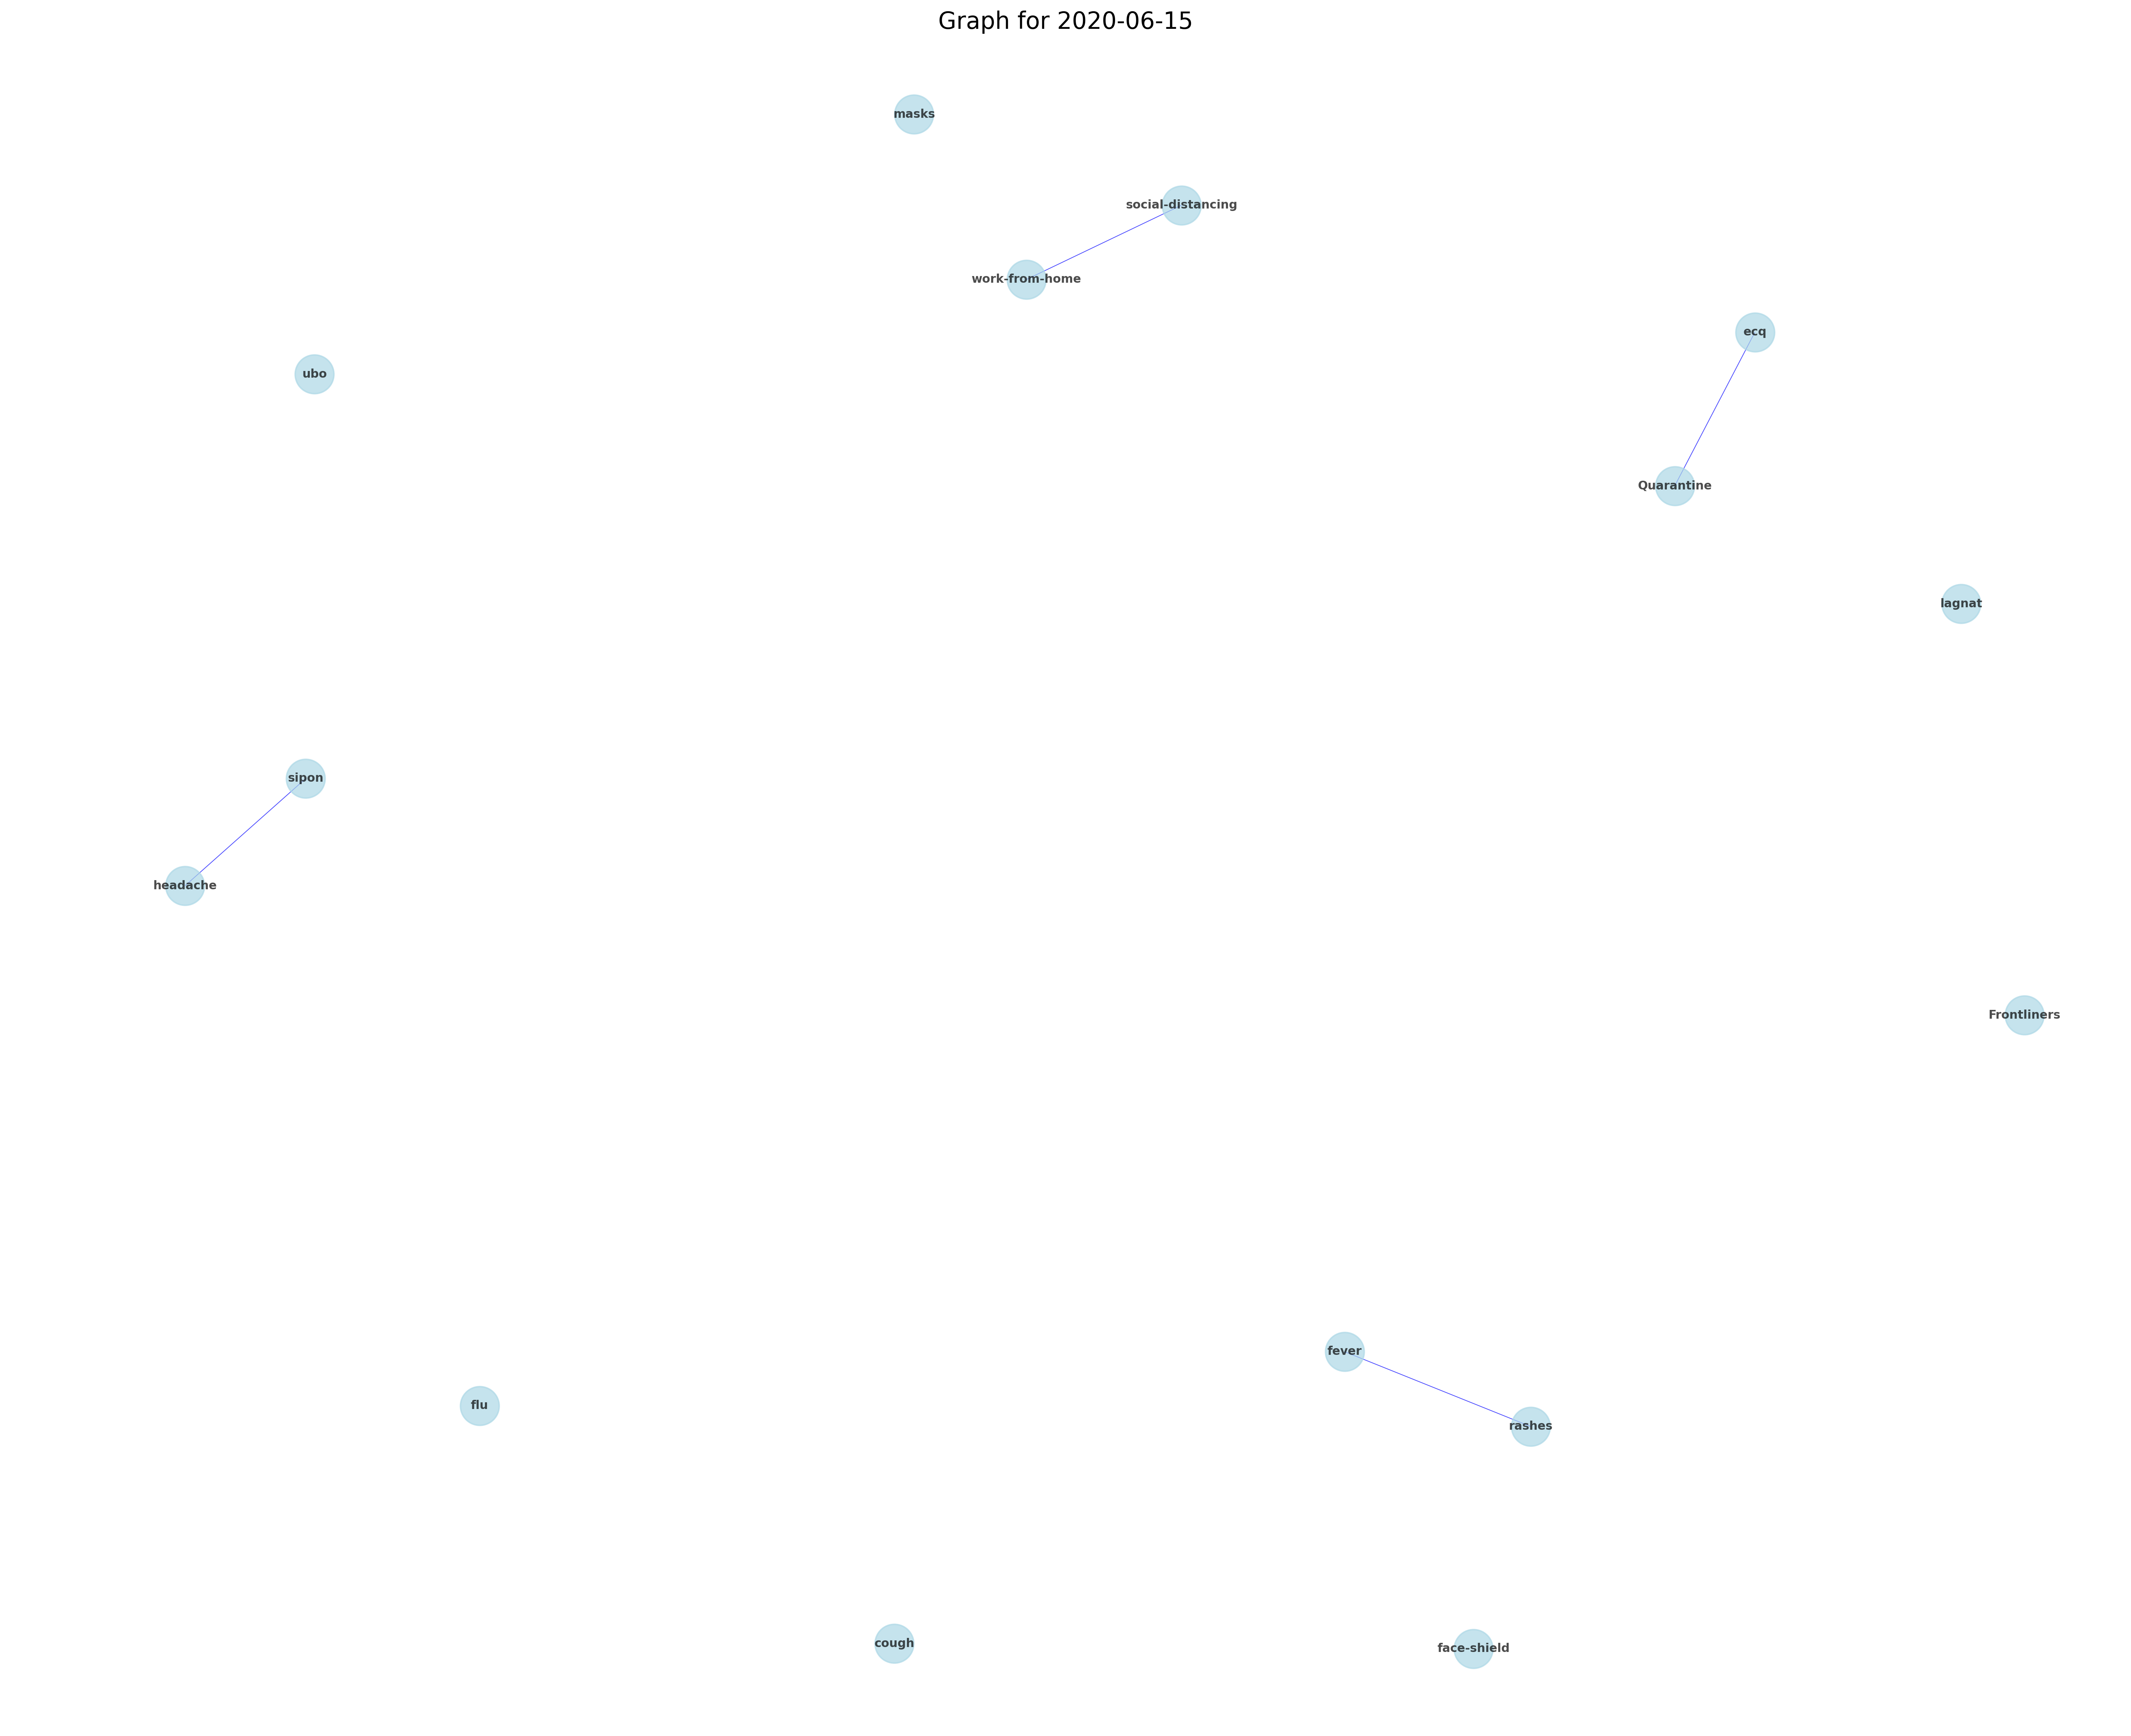 Graph for 2020-06-15
masks
social-distancing
work-from-home
ecq
ubo
Quarantine
lagnat
sipon
headache
Frontliners
fever
flu
rashes
cough
face-shield